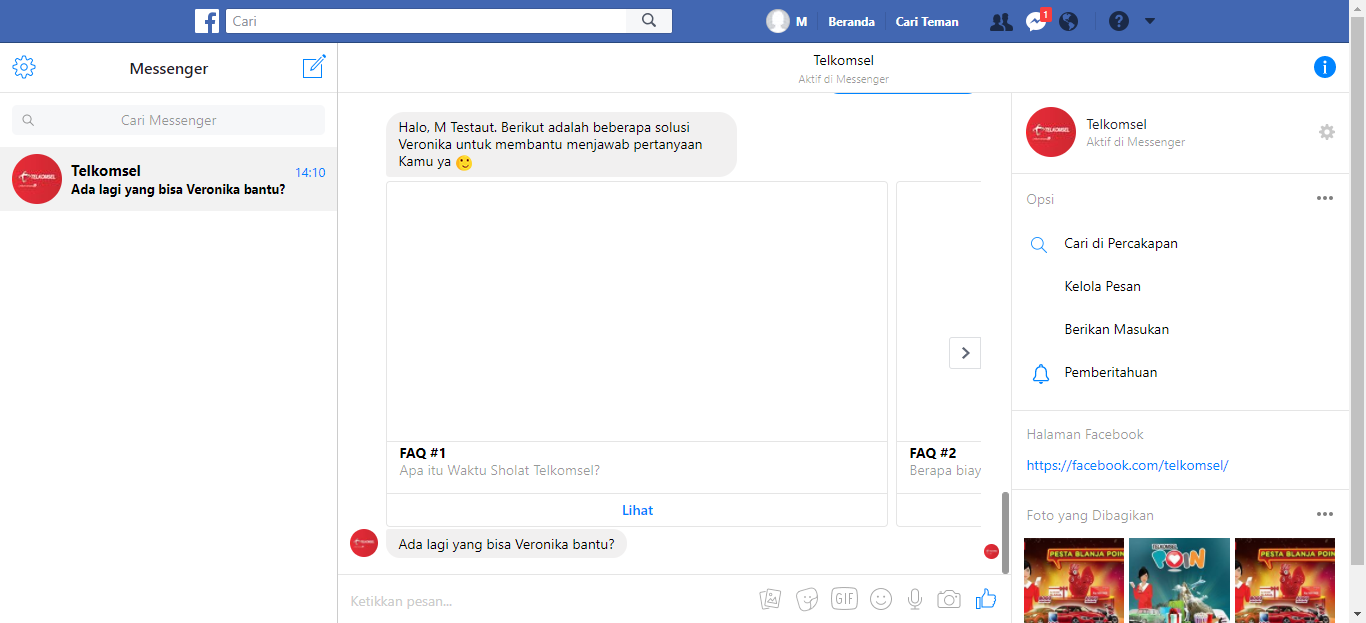 Cari
M
Beranda
Cari Teman
1
?
Messenger
Cari Messenger
TELKOMSEL
Telkomsel
14:10
Ada lagi yang bisa Veronika bantu?
Telkomsel
Aktif di Messenger
Halo, M Testaut. Berikut adalah beberapa solusi
Veronika untuk membantu menjawab pertanyaan
Kamu ya
FAQ #1
Apa itu Waktu Sholat Telkomsel?
Lihat
FAQ #2
Berapa biay
Ada lagi yang bisa Veronika bantu?
Ketikkan pesan...
GIF
TELKOMSEL
Telkomsel
Aktif di Messenger
Opsi
Cari di Percakapan
Kelola Pesan
Berikan Masukan
Pemberitahuan
Halaman Facebook
https://facebook.com/telkomsel/
Foto yang Dibagikan
PESTA BLANJA POIN
TELKOMSEL
POIN
PESTA BLANJA POIN